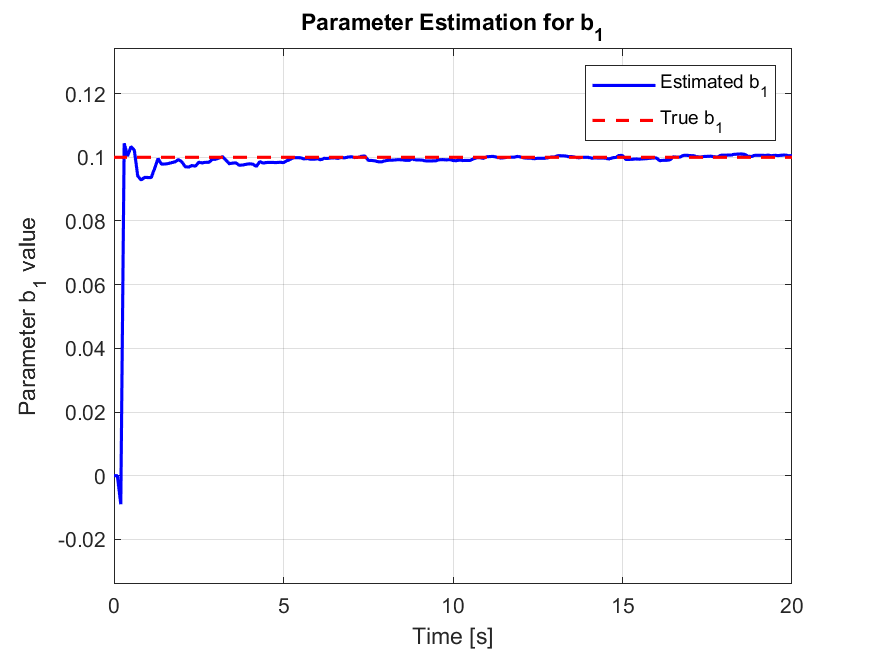 Parameter Estimation for b₁
Estimated b₁
True b₁
Parameter b₁ value
0.12
0.1
0.08
0.06
0.04
0.02
0
-0.02
0 5 10 15 20
Time [s]